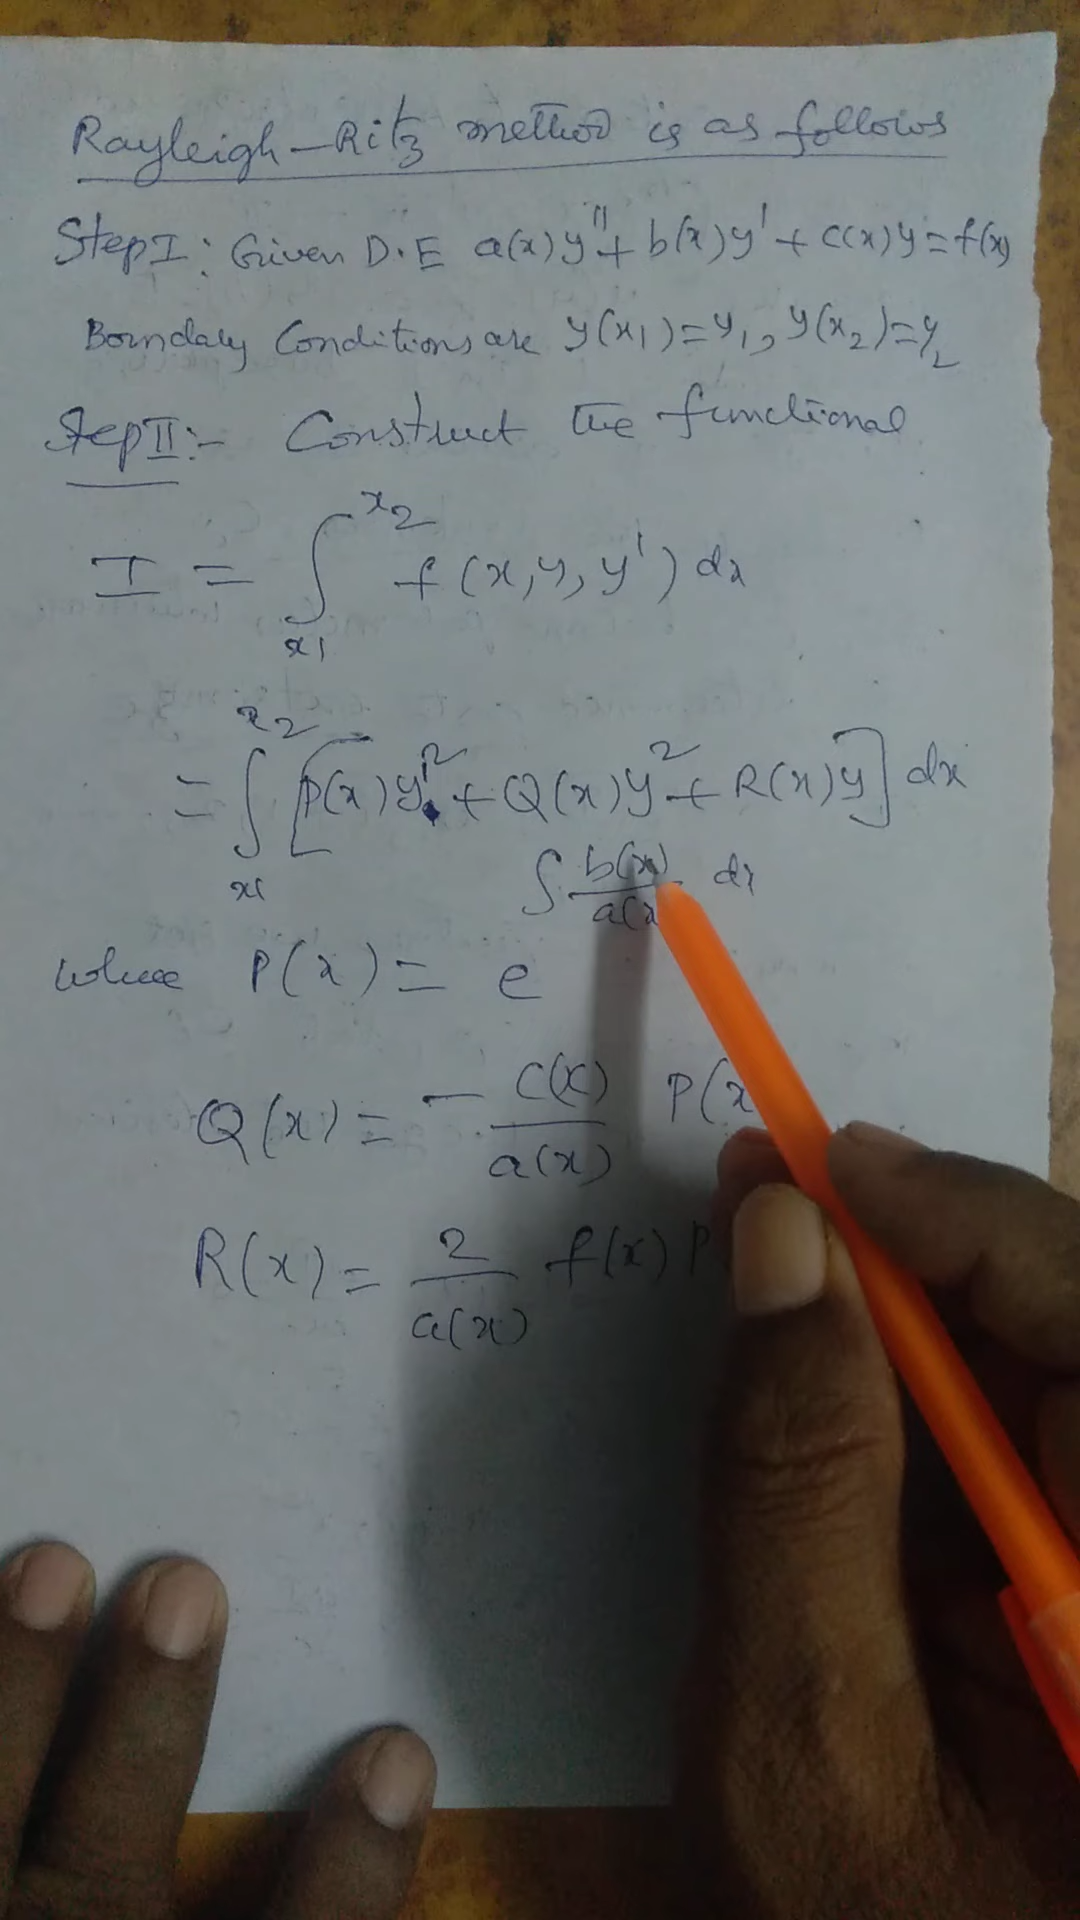 Rayleigh-Ritz method is as follows
Step I: Given D.E a(x)y" + b(x)y' + c(x)y = f(x)
Boundary Conditions are y(x1)=y1, y(x2)=y2
Step II:- Construct the functional
I = ∫_{x1}^{x2} f(x,y,y') dx
= ∫_{x1}^{x2} [P(x)y'^2 + Q(x)y^2 + R(x)y] dx
where P(x) = e^{∫ b(x)/a(x) dx}
Q(x) = - c(x)/a(x) P(x
R(x) = 2/a(x) f(x) P